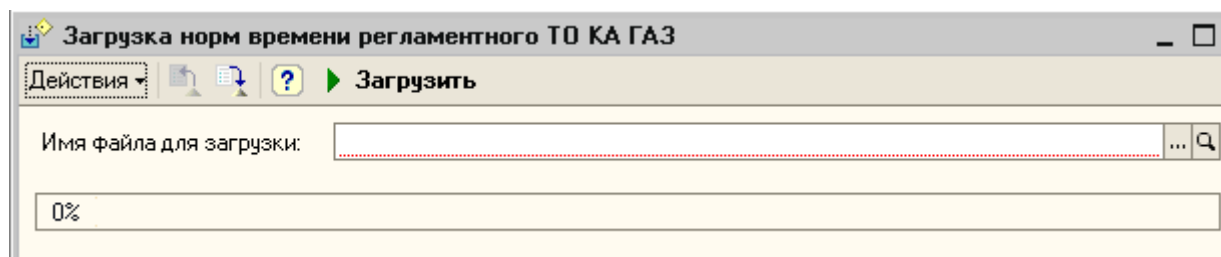 Загрузка норм времени регламентного ТО КА ГАЗ
Действия ? Загрузить
Имя файла для загрузки: ...
0%